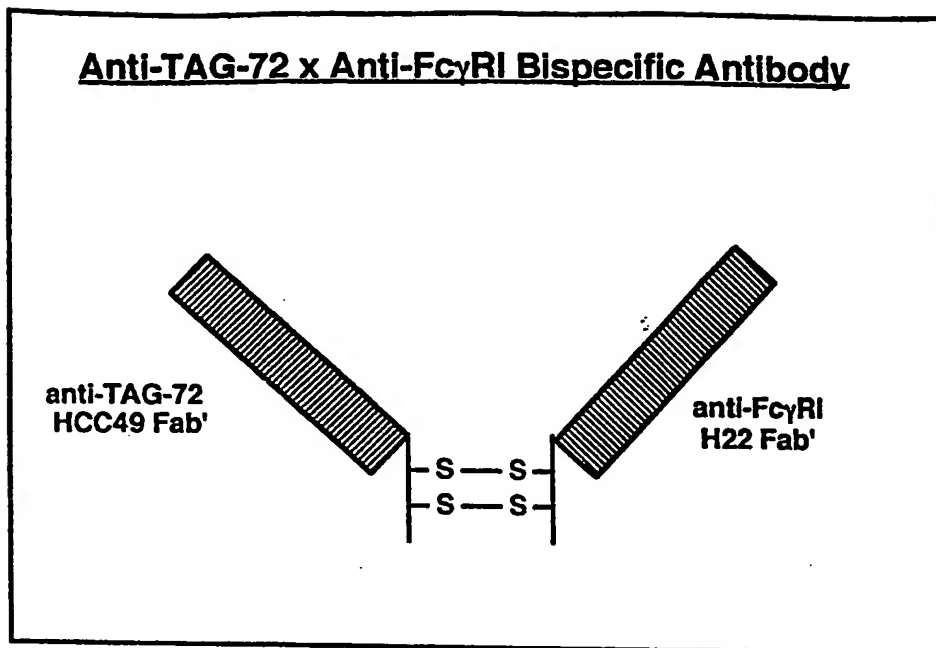 Anti-TAG-72 x Anti-FcγRI Bispecific Antibody
anti-TAG-72
HCC49 Fab'
anti-FcγRI
H22 Fab'
S — S
S — S